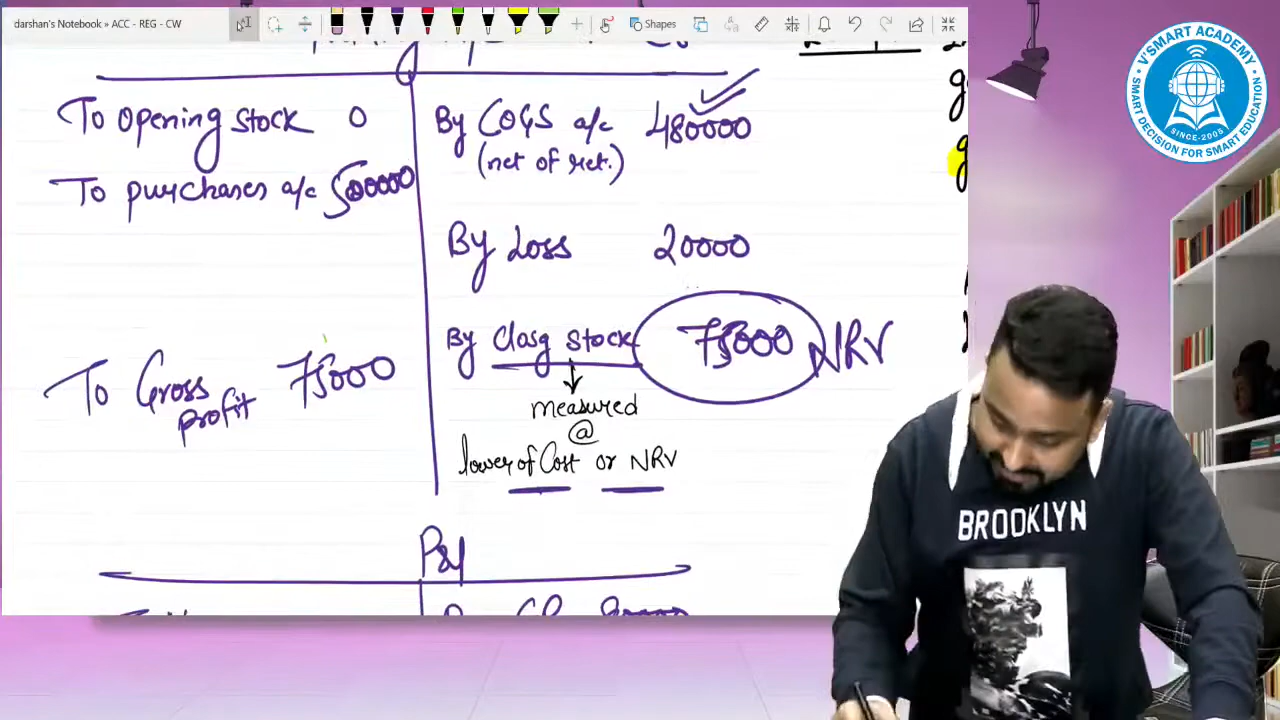 darshan's Notebook » ACC - REG - CW
Shapes
To opening stock 0
To purchases a/c 500000
To Gross profit 75000
By COGS a/c 480000
(net of ret.)
By Loss 20000
By Closg stock 75000 NRV
measured
@
lower of Cost or NRV
P&l
V'SMART ACADEMY
SINCE-2005
SMART DECISION FOR SMART EDUCATION
BROOKLYN